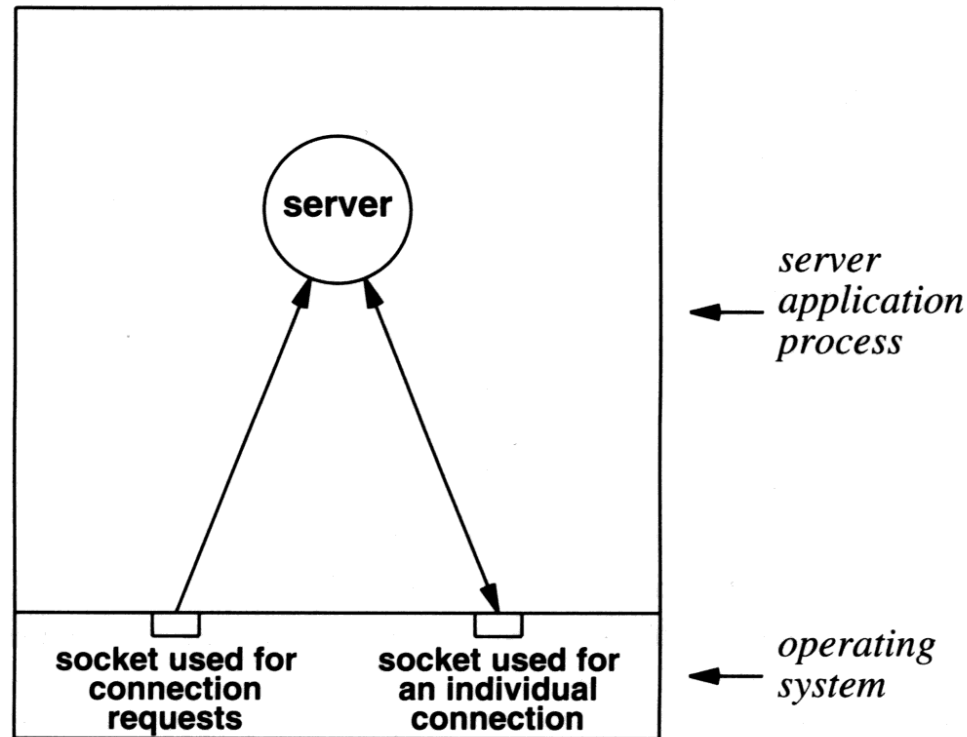 server
server
application
process
socket used for
connection
requests
socket used for
an individual
connection
operating
system